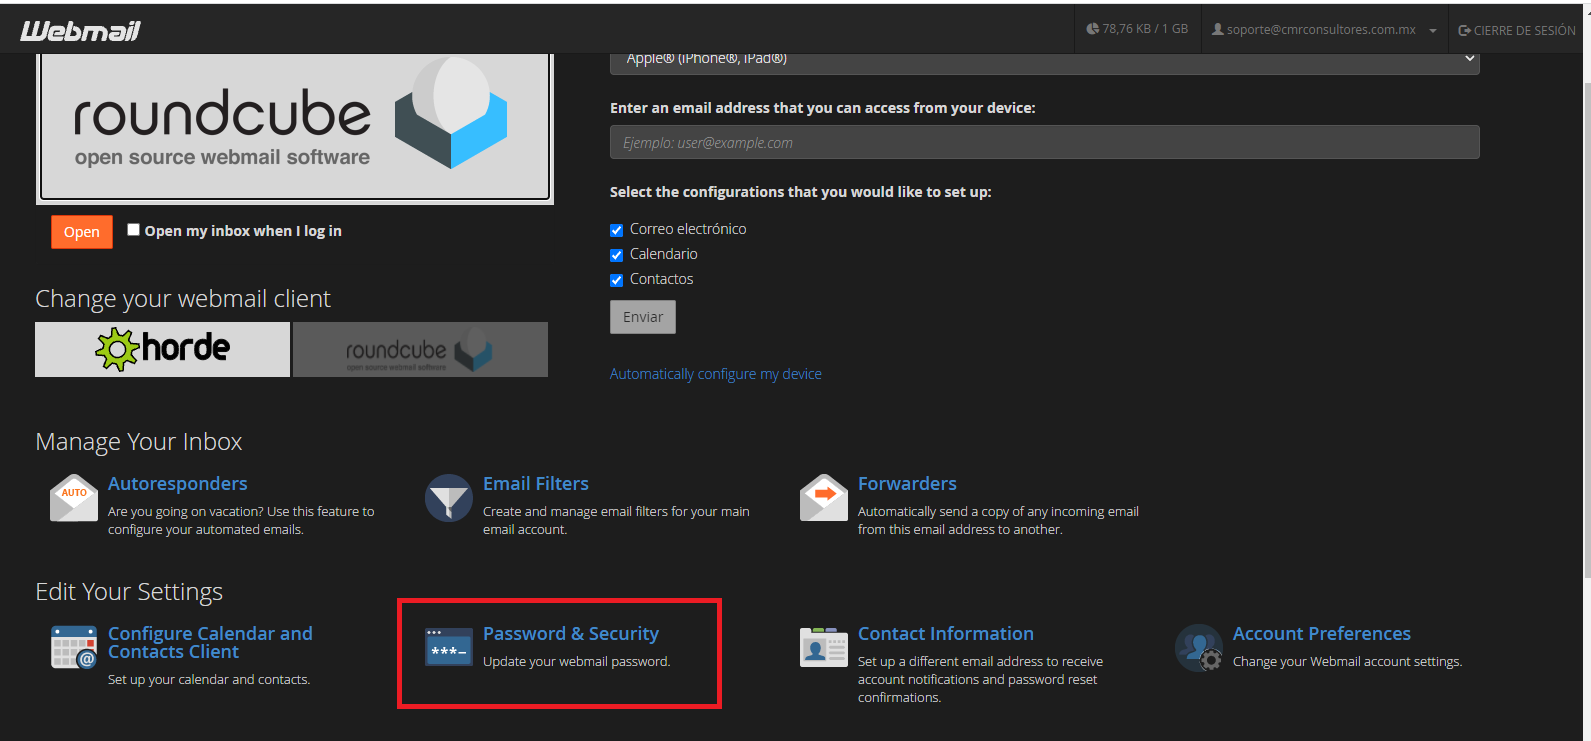 Webmail
78,76 KB / 1 GB
soporte@cmrconsultores.com.mx
CIERRE DE SESIÓN
roundcube
open source webmail software
Open
Open my inbox when I log in
Change your webmail client
horde
roundcube
open source webmail software
Apple® (iPhone®, iPad®)
Enter an email address that you can access from your device:
Ejemplo: user@example.com
Select the configurations that you would like to set up:
Correo electrónico
Calendario
Contactos
Enviar
Automatically configure my device
Manage Your Inbox
AUTO
Autoresponders
Are you going on vacation? Use this feature to
configure your automated emails.
Email Filters
Create and manage email filters for your main
email account.
Forwarders
Automatically send a copy of any incoming email
from this email address to another.
Edit Your Settings
@
Configure Calendar and
Contacts Client
Set up your calendar and contacts.
***_
Password & Security
Update your webmail password.
Contact Information
Set up a different email address to receive
account notifications and password reset
confirmations.
Account Preferences
Change your Webmail account settings.